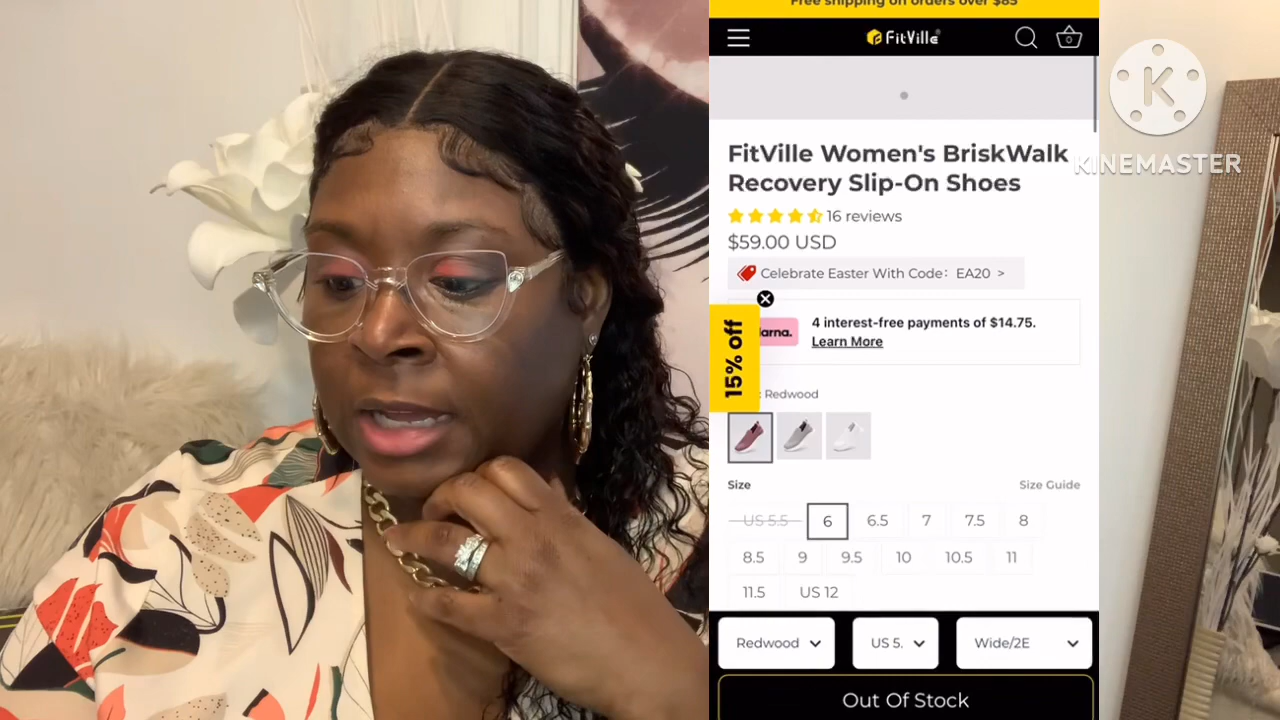 Free shipping on orders over $85
FitVille
0
FitVille Women's BriskWalk
Recovery Slip-On Shoes
16 reviews
$59.00 USD
Celebrate Easter With Code: EA20 >
4 interest-free payments of $14.75.
arna.
Learn More
15% off
: Redwood
Size
Size Guide
US 5.5 6 6.5 7 7.5 8
8.5 9 9.5 10 10.5 11
11.5 US 12
Redwood US 5. Wide/2E
Out Of Stock
K
KINEMASTER